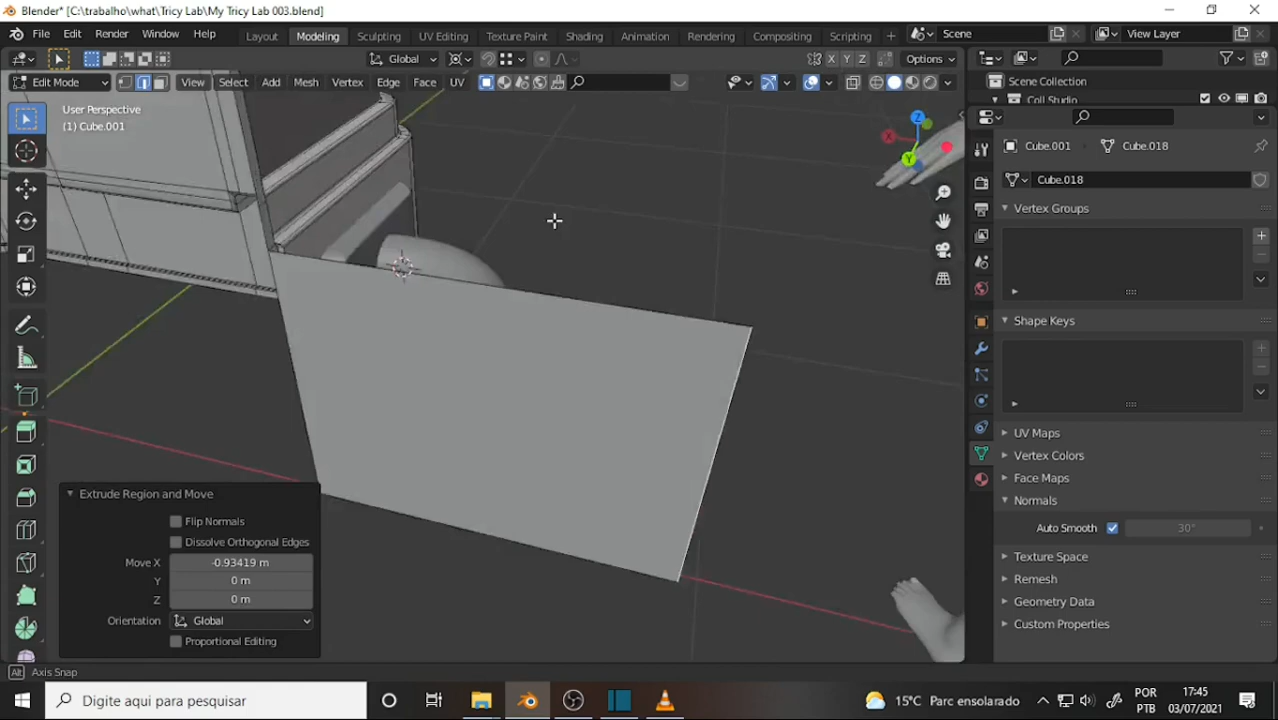 Blender* [C:\trabalho\what\Tricy Lab\My Tricy Lab 003.blend]
File Edit Render Window Help Layout Modeling Sculpting UV Editing Texture Paint Shading Animation Rendering Compositing Scripting + Scene View Layer
Global X Y Z Options
Edit Mode View Select Add Mesh Vertex Edge Face UV
Scene Collection
Coll Studio
User Perspective
(1) Cube.001
Z
X
Y
Cube.001 Cube.018
Cube.018
Vertex Groups
Shape Keys
UV Maps
Vertex Colors
Face Maps
Normals
Auto Smooth 30°
Texture Space
Remesh
Geometry Data
Custom Properties
Extrude Region and Move
Flip Normals
Dissolve Orthogonal Edges
Move X -0.93419 m
Y 0 m
Z 0 m
Orientation Global
Proportional Editing
Alt Axis Snap
Digite aqui para pesquisar 15°C Parc ensolarado POR 17:45
PTB 03/07/2021